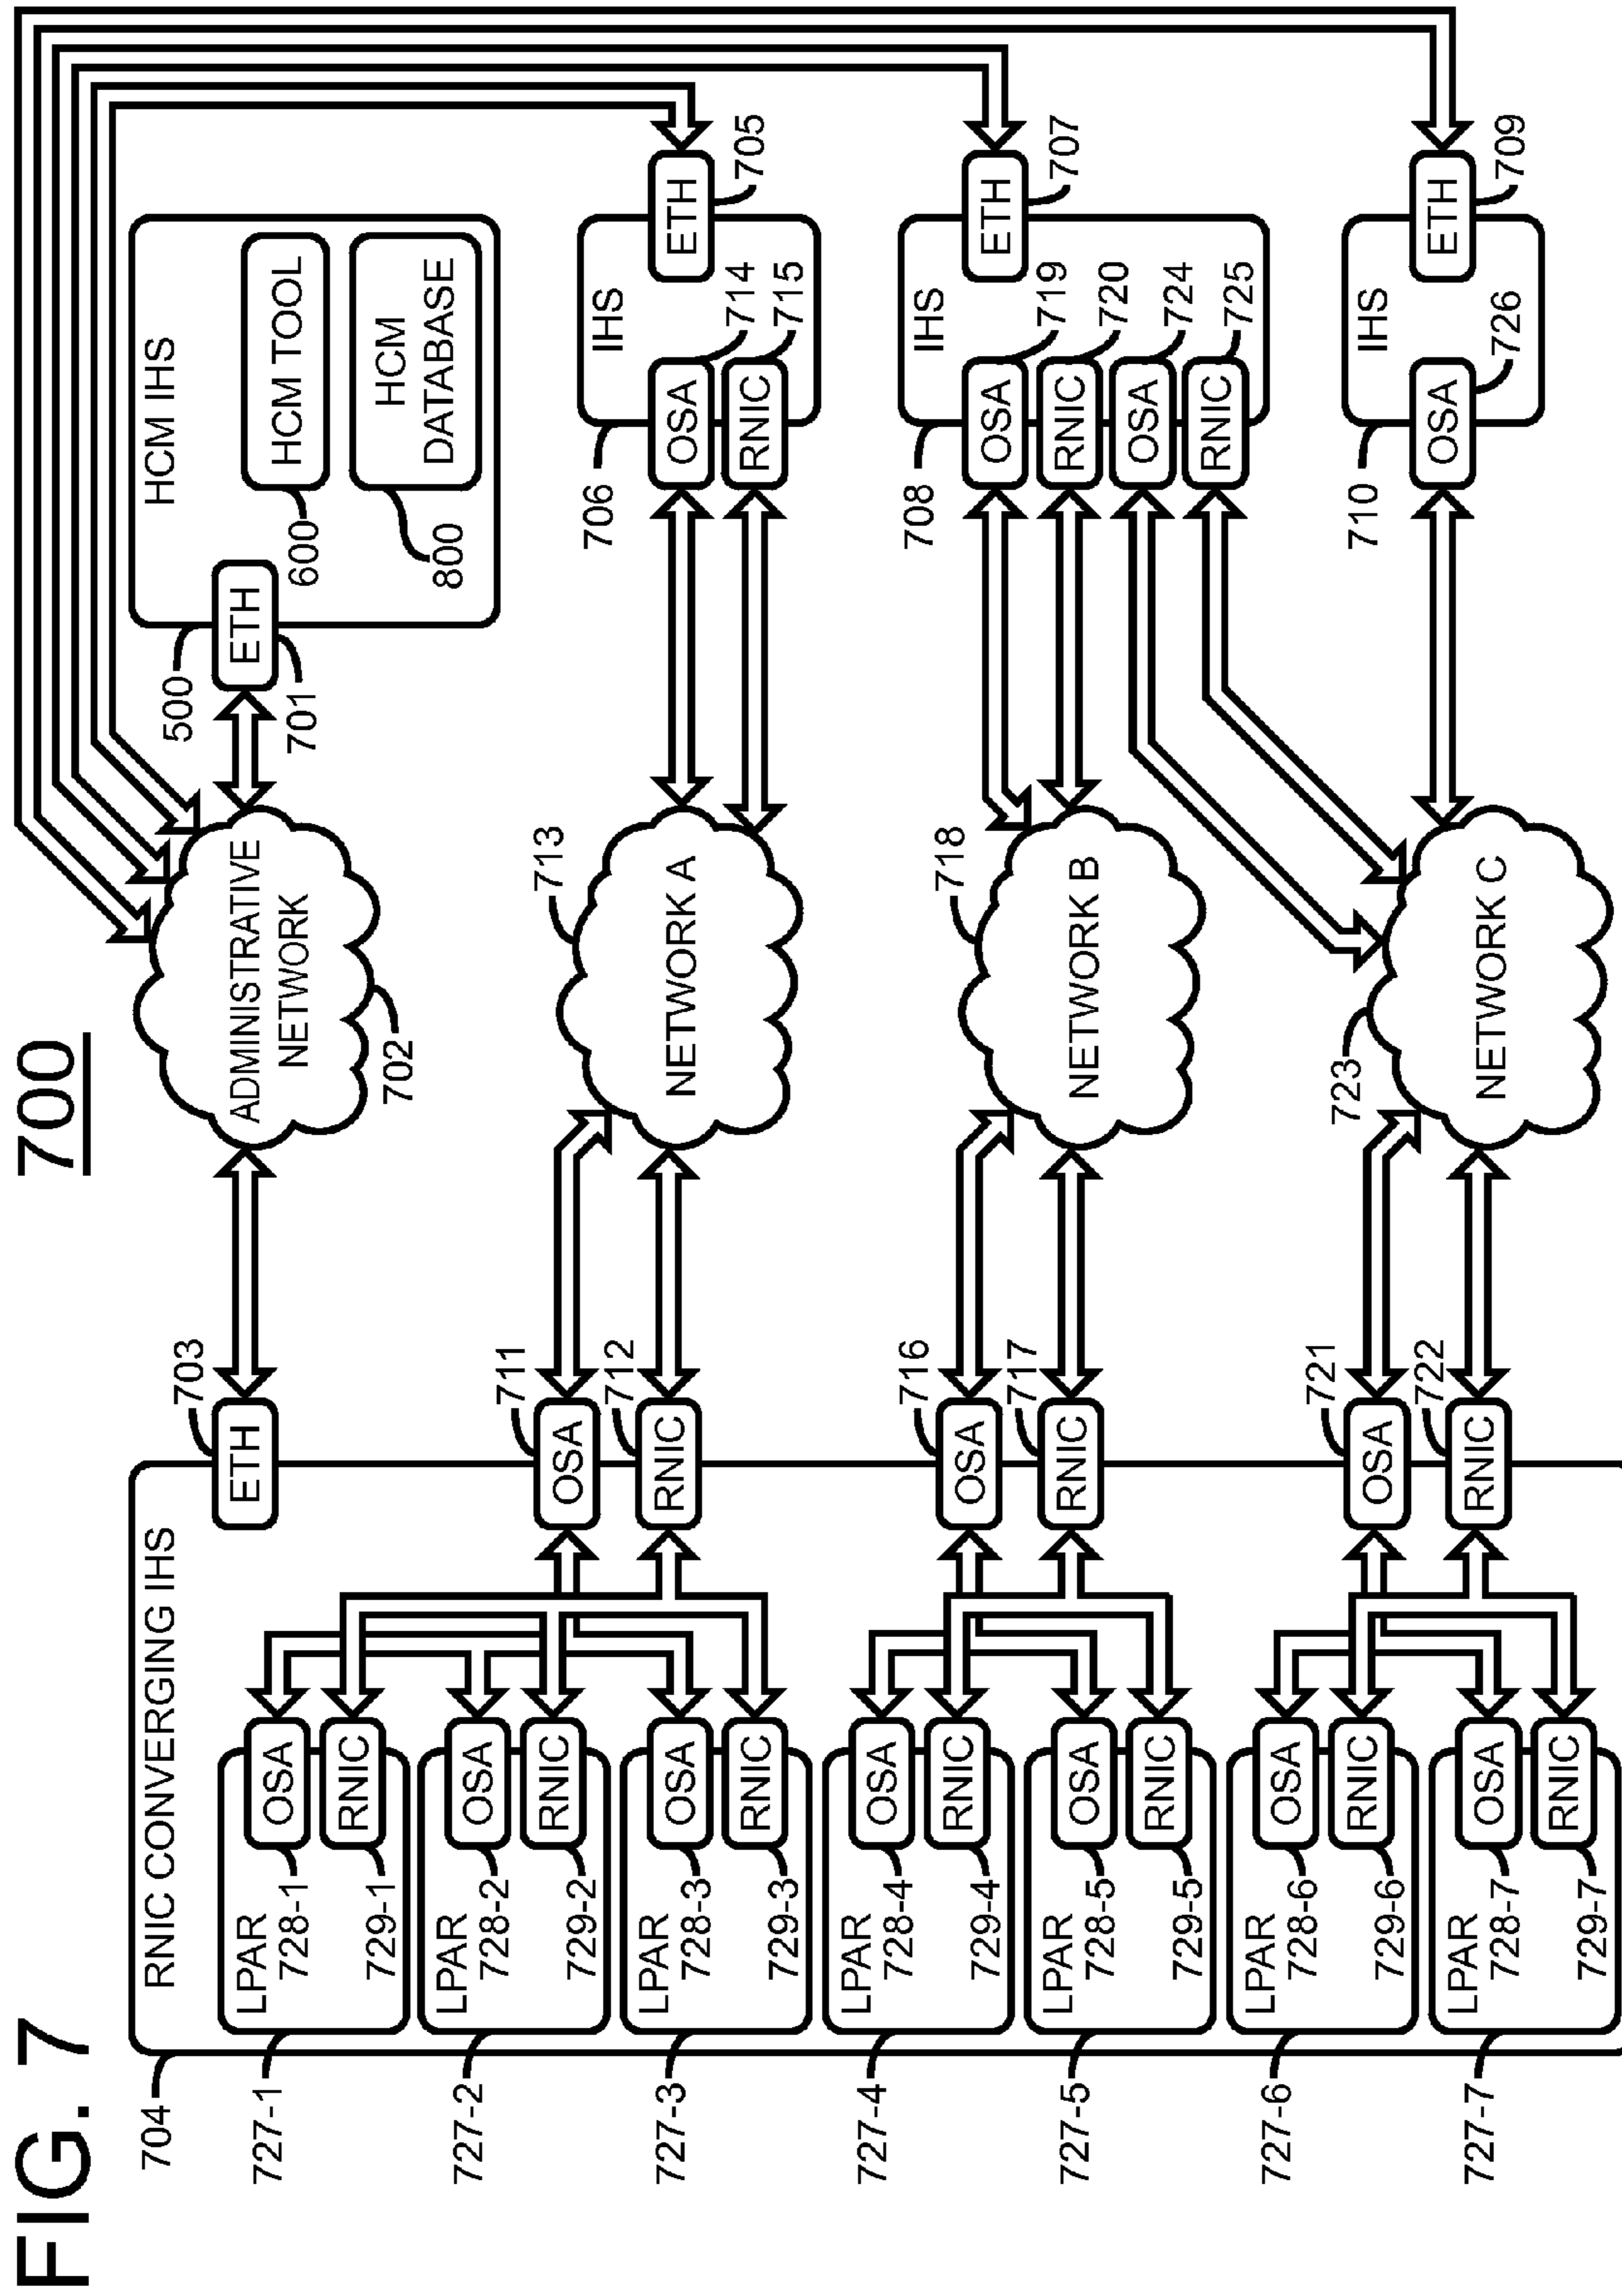 FIG. 7
700
RNIC CONVERGING IHS
704
ETH
703
ADMINISTRATIVE
NETWORK
702
HCM IHS
500
ETH
701
HCM TOOL
600
HCM
DATABASE
800
LPAR
727-1
OSA
728-1
RNIC
729-1
LPAR
727-2
OSA
728-2
RNIC
729-2
LPAR
727-3
OSA
728-3
RNIC
729-3
OSA
711
RNIC
712
NETWORK A
713
IHS
706
OSA
714
RNIC
715
ETH
705
LPAR
727-4
OSA
728-4
RNIC
729-4
LPAR
727-5
OSA
728-5
RNIC
729-5
OSA
716
RNIC
717
NETWORK B
718
IHS
708
OSA
719
RNIC
720
OSA
724
RNIC
725
ETH
707
LPAR
727-6
OSA
728-6
RNIC
729-6
LPAR
727-7
OSA
728-7
RNIC
729-7
OSA
721
RNIC
722
NETWORK C
723
IHS
710
OSA
726
ETH
709